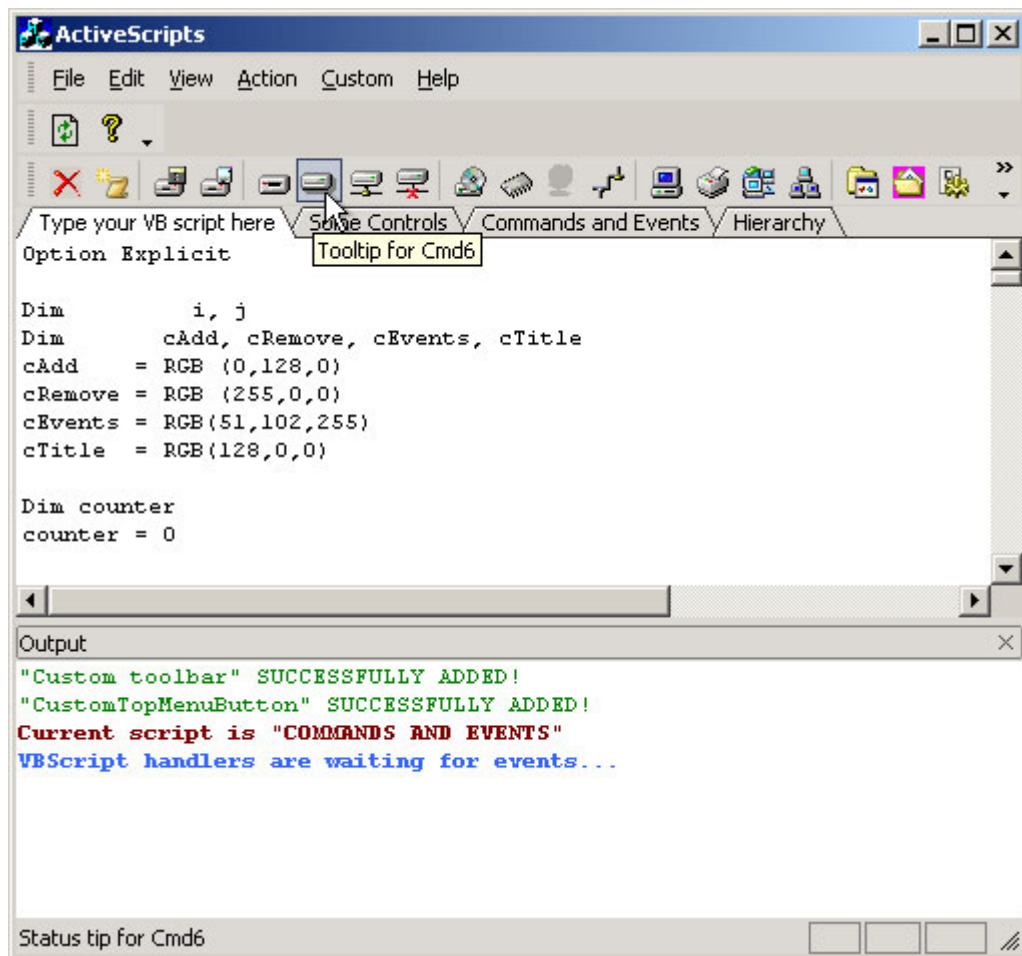 ActiveScripts
File Edit View Action Custom Help
Type your VB script here Some Controls Commands and Events Hierarchy
Tooltip for Cmd6
Option Explicit
Dim i, j
Dim cAdd, cRemove, cEvents, cTitle
cAdd = RGB (0,128,0)
cRemove = RGB (255,0,0)
cEvents = RGB(51,102,255)
cTitle = RGB(128,0,0)
Dim counter
counter = 0
Output
"Custom toolbar" SUCCESSFULLY ADDED!
"CustomTopMenuButton" SUCCESSFULLY ADDED!
Current script is "COMMANDS AND EVENTS"
VBScript handlers are waiting for events...
Status tip for Cmd6